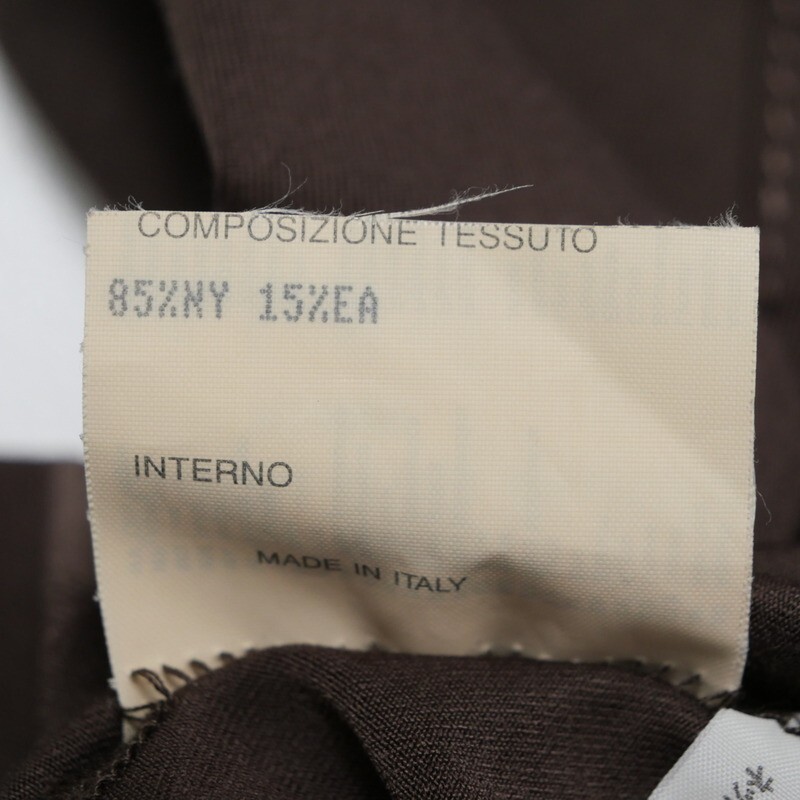 COMPOSIZIONE TESSUTO
85%NY 15%EA
INTERNO
MADE IN ITALY